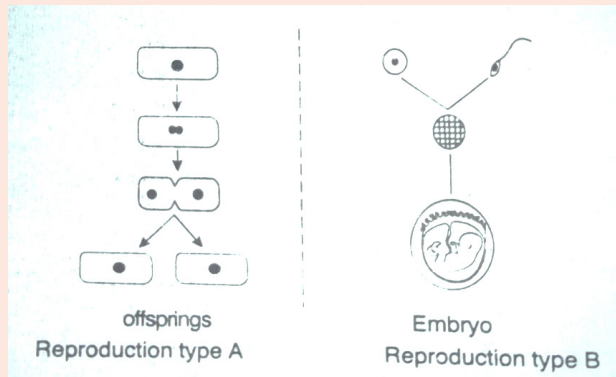 offsprings
Reproduction type A
Embryo
Reproduction type B